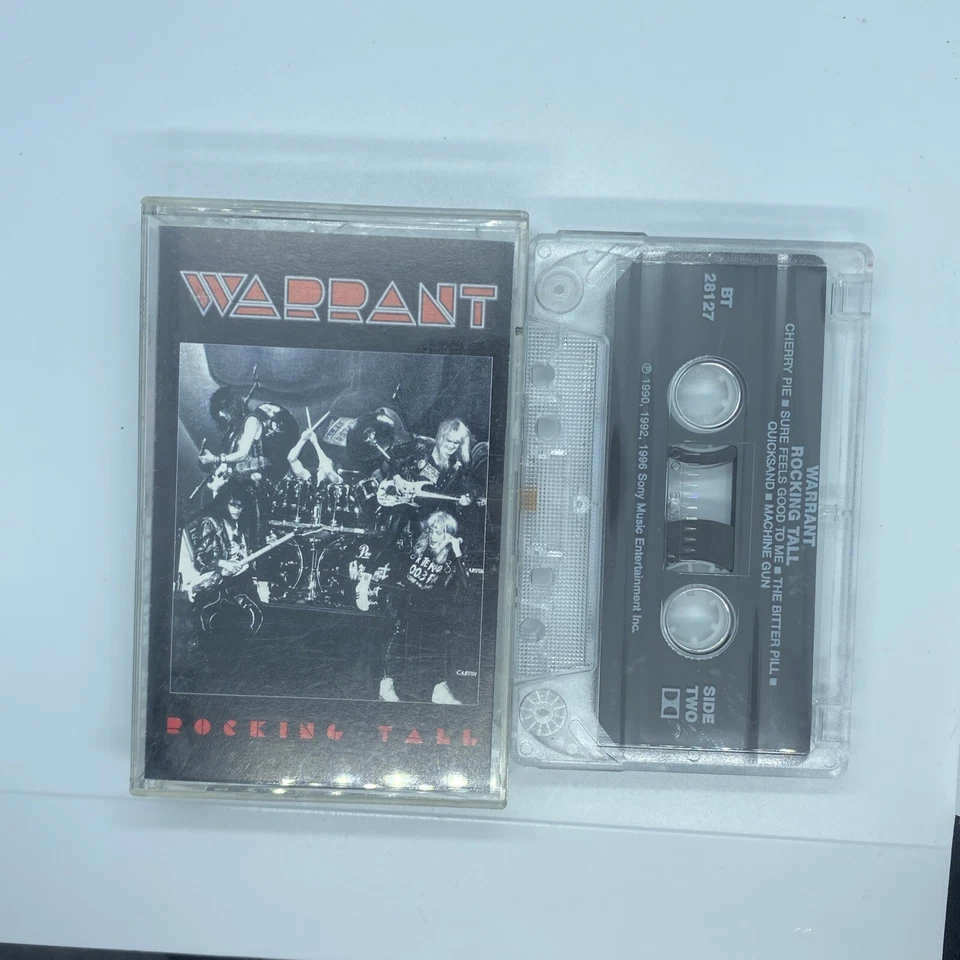 WARRANT
CARVIN
ROCKING TALL
BT
28127
WARRANT
ROCKING TALL
CHERRY PIE ■ SURE FEELS GOOD TO ME ■ THE BITTER PILL ■
QUICKSAND ■ MACHINE GUN
℗ 1990, 1992, 1996 Sony Music Entertainment Inc.
SIDE
TWO